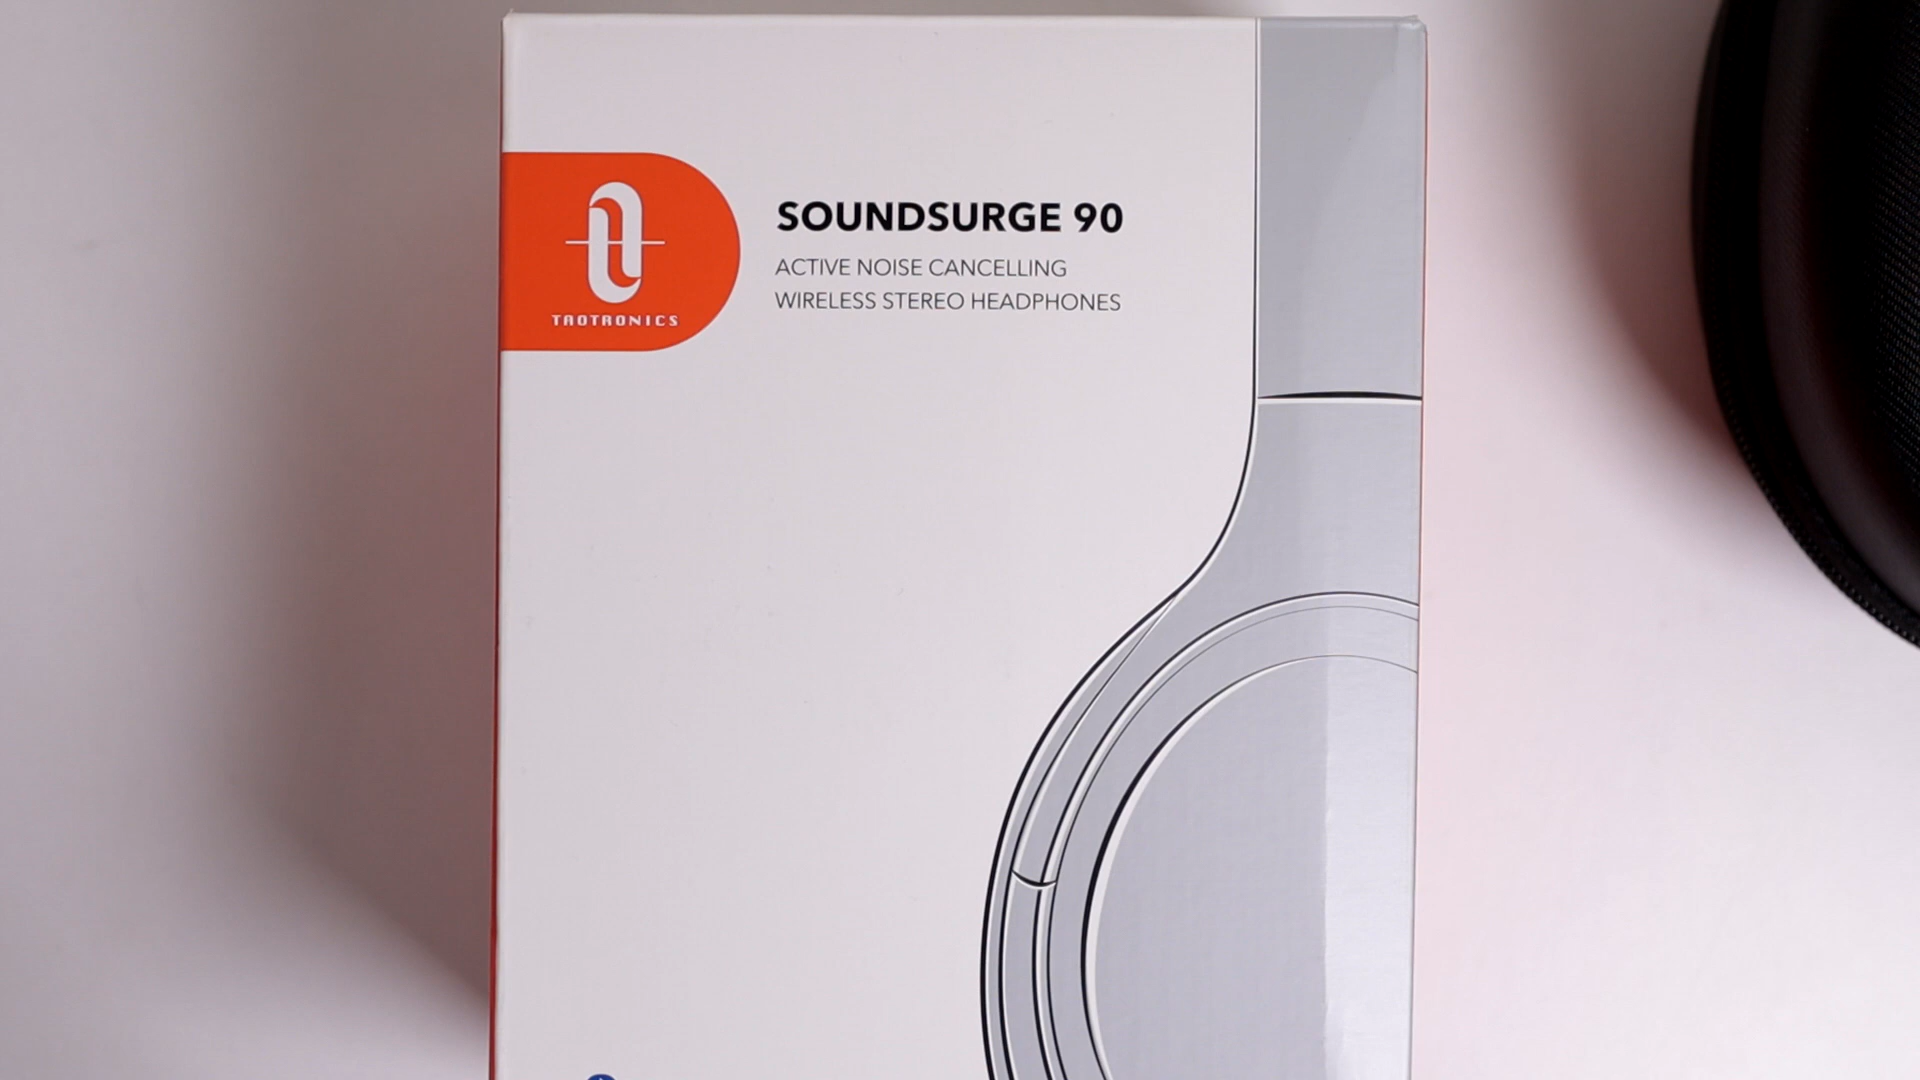 SOUNDSURGE 90
ACTIVE NOISE CANCELLING
WIRELESS STEREO HEADPHONES
TAOTRONICS